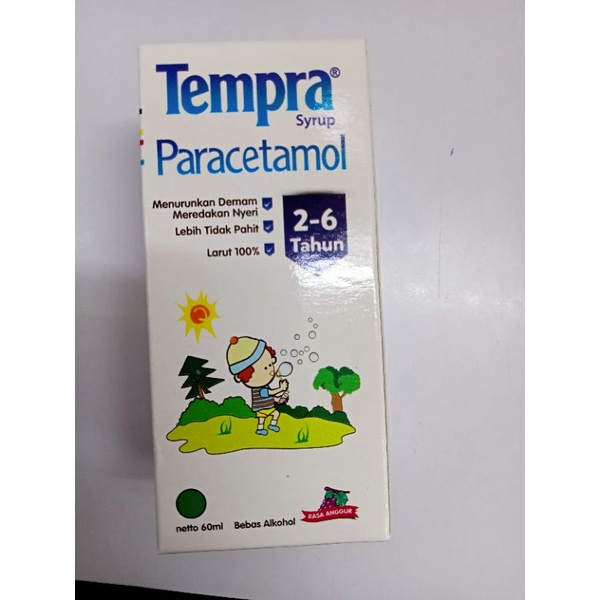 Tempra®
Syrup
Paracetamol
Menurunkan Demam
Meredakan Nyeri
Lebih Tidak Pahit
Larut 100%
2-6
Tahun
netto 60ml
Bebas Alkohol
RASA ANGGUR